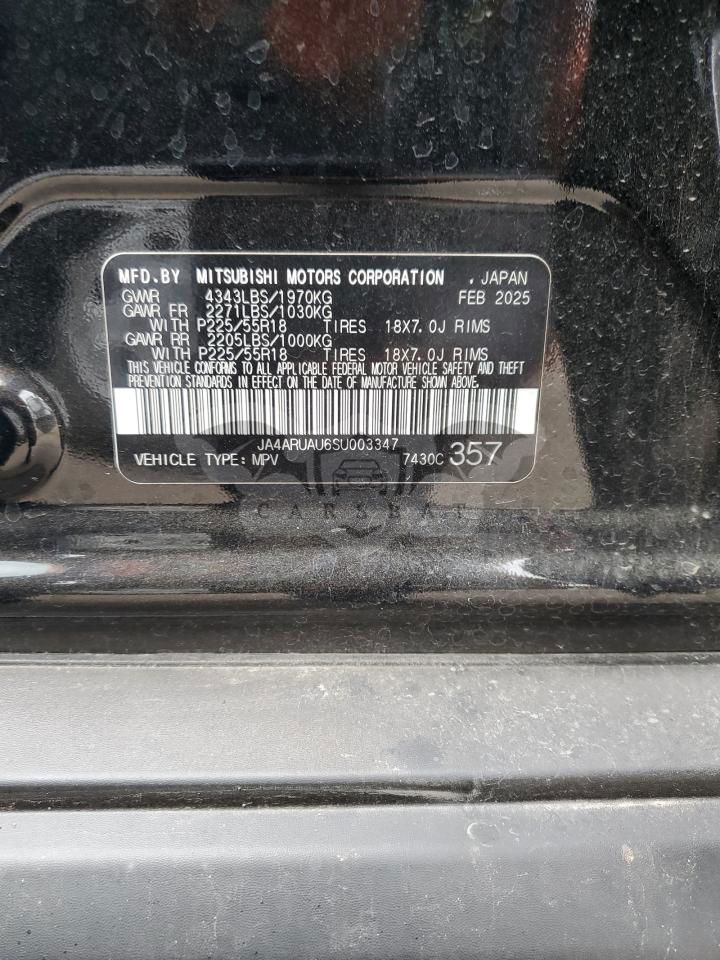 MFD.BY MITSUBISHI MOTORS CORPORATION , JAPAN
GWVR 4343LBS/1970KG FEB 2025
GAWR FR 2271LBS/1030KG
WITH P225/55R18 TIRES 18X7.0J RIMS
GAWR RR 2205LBS/1000KG
WITH P225/55R18 TIRES 18X7.0J RIMS
THIS VEHICLE CONFORMS TO ALL APPLICABLE FEDERAL MOTOR VEHICLE SAFETY AND THEFT
PREVENTION STANDARDS IN EFFECT ON THE DATE OF MANUFACTURE SHOWN ABOVE.
JA4ARUAU6SU003347
VEHICLE TYPE: MPV 7430C 357
CARSBAT